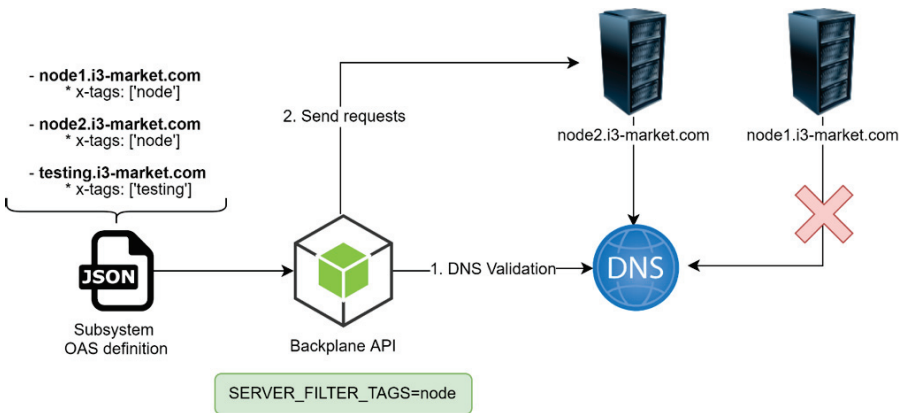 - node1.i3-market.com
* x-tags: ['node']
- node2.i3-market.com
* x-tags: ['node']
- testing.i3-market.com
* x-tags: ['testing']
JSON
Subsystem
OAS definition
2. Send requests
Backplane API
SERVER_FILTER_TAGS=node
1. DNS Validation
node2.i3-market.com
node1.i3-market.com
DNS